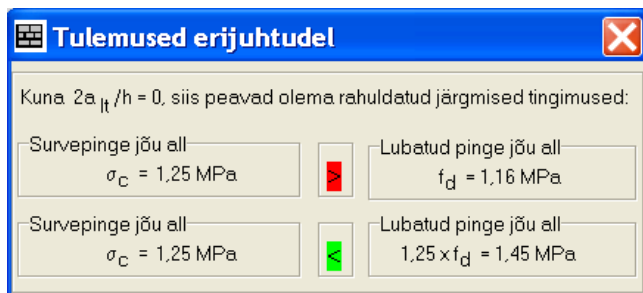 Tulemused erijuhtudel
Kuna 2a lt /h = 0, siis peavad olema rahuldatud järgmised tingimused:
Survepinge jõu all
σc = 1,25 MPa
>
Lubatud pinge jõu all
fd = 1,16 MPa
Survepinge jõu all
σc = 1,25 MPa
<
Lubatud pinge jõu all
1,25 x fd = 1,45 MPa